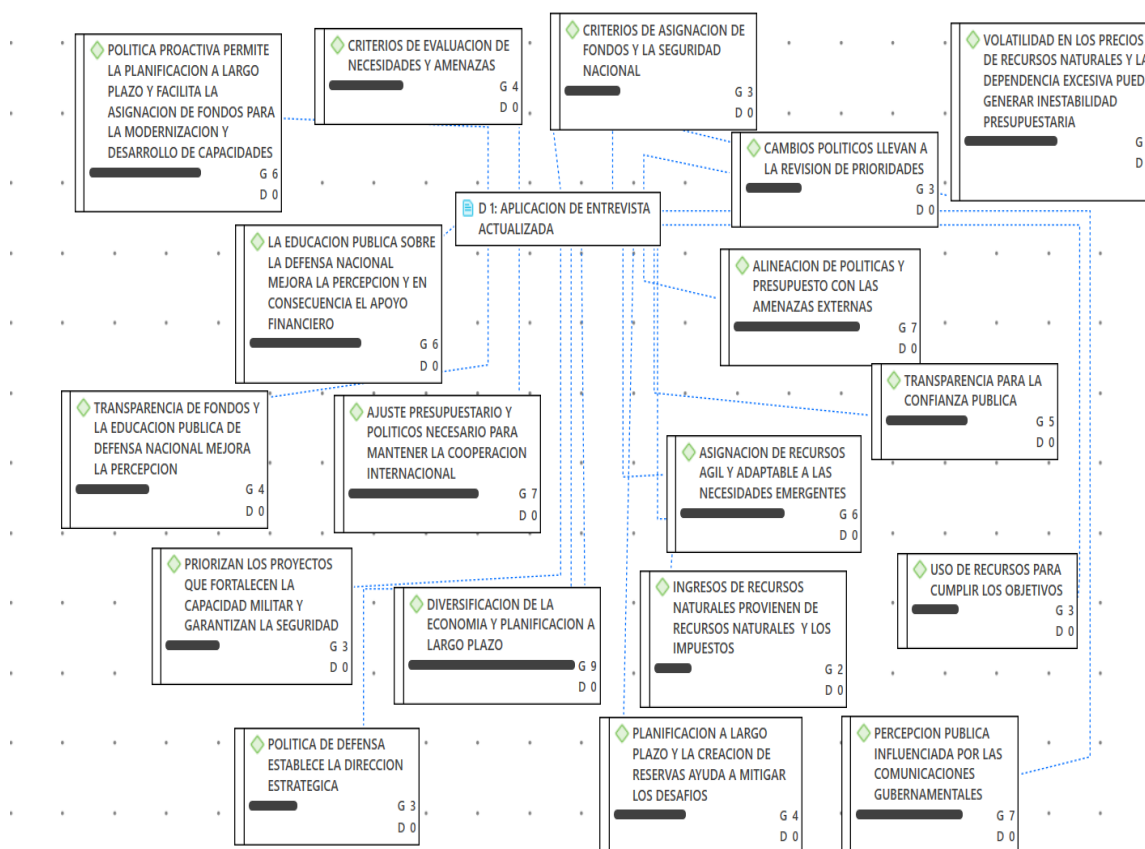 POLITICA PROACTIVA PERMITE
LA PLANIFICACION A LARGO
PLAZO Y FACILITA LA
ASIGNACION DE FONDOS PARA
LA MODERNIZACION Y
DESARROLLO DE CAPACIDADES
G 6
D 0
CRITERIOS DE EVALUACION DE
NECESIDADES Y AMENAZAS
G 4
D 0
CRITERIOS DE ASIGNACION DE
FONDOS Y LA SEGURIDAD
NACIONAL
G 3
D 0
VOLATILIDAD EN LOS PRECIOS
DE RECURSOS NATURALES Y LA
DEPENDENCIA EXCESIVA PUED
GENERAR INESTABILIDAD
PRESUPUESTARIA
G
D
CAMBIOS POLITICOS LLEVAN A
LA REVISION DE PRIORIDADES
G 3
D 0
D 1: APLICACION DE ENTREVISTA
ACTUALIZADA
LA EDUCACION PUBLICA SOBRE
LA DEFENSA NACIONAL
MEJORA LA PERCEPCION Y EN
CONSECUENCIA EL APOYO
FINANCIERO
G 6
D 0
ALINEACION DE POLITICAS Y
PRESUPUESTO CON LAS
AMENAZAS EXTERNAS
G 7
D 0
TRANSPARENCIA PARA LA
CONFIANZA PUBLICA
G 5
D 0
TRANSPARENCIA DE FONDOS Y
LA EDUCACION PUBLICA DE
DEFENSA NACIONAL MEJORA
LA PERCEPCION
G 4
D 0
AJUSTE PRESUPUESTARIO Y
POLITICOS NECESARIO PARA
MANTENER LA COOPERACION
INTERNACIONAL
G 7
D 0
ASIGNACION DE RECURSOS
AGIL Y ADAPTABLE A LAS
NECESIDADES EMERGENTES
G 6
D 0
PRIORIZAN LOS PROYECTOS
QUE FORTALECEN LA
CAPACIDAD MILITAR Y
GARANTIZAN LA SEGURIDAD
G 3
D 0
DIVERSIFICACION DE LA
ECONOMIA Y PLANIFICACION A
LARGO PLAZO
G 9
D 0
INGRESOS DE RECURSOS
NATURALES PROVIENEN DE
RECURSOS NATURALES Y LOS
IMPUESTOS
G 2
D 0
USO DE RECURSOS PARA
CUMPLIR LOS OBJETIVOS
G 3
D 0
POLITICA DE DEFENSA
ESTABLECE LA DIRECCION
ESTRATEGICA
G 3
D 0
PLANIFICACION A LARGO
PLAZO Y LA CREACION DE
RESERVAS AYUDA A MITIGAR
LOS DESAFIOS
G 4
D 0
PERCEPCION PUBLICA
INFLUENCIADA POR LAS
COMUNICACIONES
GUBERNAMENTALES
G 7
D 0